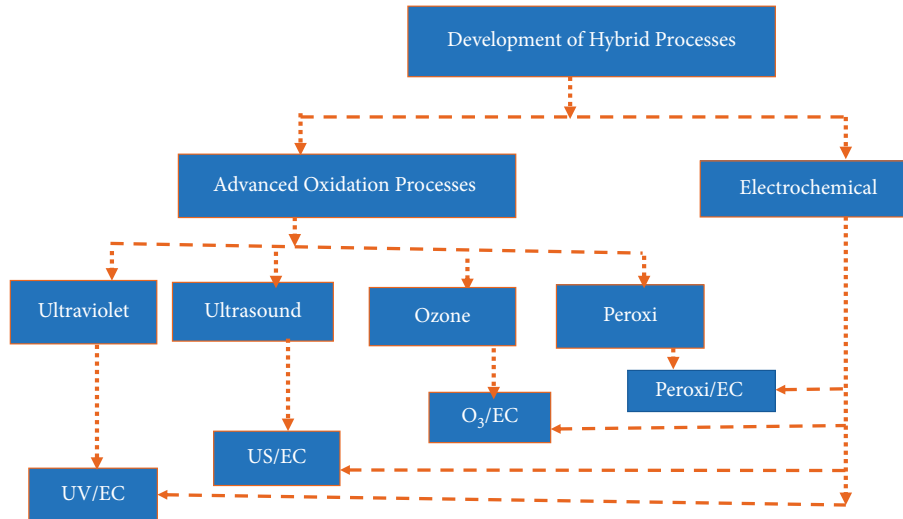 Development of Hybrid Processes
Advanced Oxidation Processes
Electrochemical
Ultraviolet
Ultrasound
Ozone
Peroxi
Peroxi/EC
O₃/EC
US/EC
UV/EC